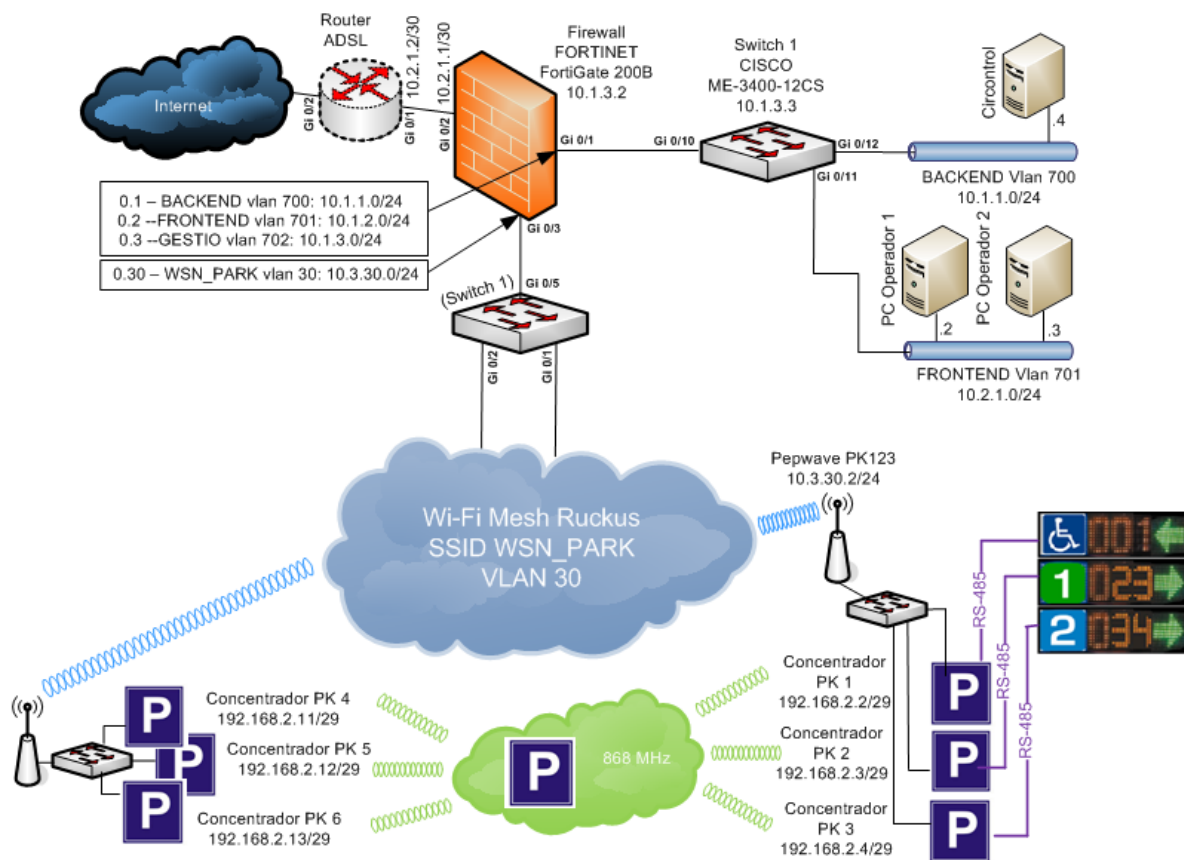 Router
ADSL
10.2.1.2/30
10.2.1.1/30
Firewall
FORTINET
FortiGate 200B
10.1.3.2
Switch 1
CISCO
ME-3400-12CS
10.1.3.3
Circontrol
.4
Internet
Gi 0/2
Gi 0/1
Gi 0/2
Gi 0/1
Gi 0/10
Gi 0/12
Gi 0/11
BACKEND Vlan 700
10.1.1.0/24
0.1 – BACKEND vlan 700: 10.1.1.0/24
0.2 --FRONTEND vlan 701: 10.1.2.0/24
0.3 --GESTIO vlan 702: 10.1.3.0/24
0.30 – WSN_PARK vlan 30: 10.3.30.0/24
Gi 0/3
PC Operador 1
PC Operador 2
.2
.3
FRONTEND Vlan 701
10.2.1.0/24
(Switch 1)
Gi 0/5
Gi 0/2
Gi 0/1
Pepwave PK123
10.3.30.2/24
Wi-Fi Mesh Ruckus
SSID WSN_PARK
VLAN 30
001
1 023
2 034
RS-485
RS-485
RS-485
Concentrador
PK 1
192.168.2.2/29
Concentrador
PK 2
192.168.2.3/29
Concentrador
PK 3
192.168.2.4/29
P
P
P
868 MHz
P
Concentrador PK 4
192.168.2.11/29
Concentrador PK 5
192.168.2.12/29
Concentrador PK 6
192.168.2.13/29
P
P
P